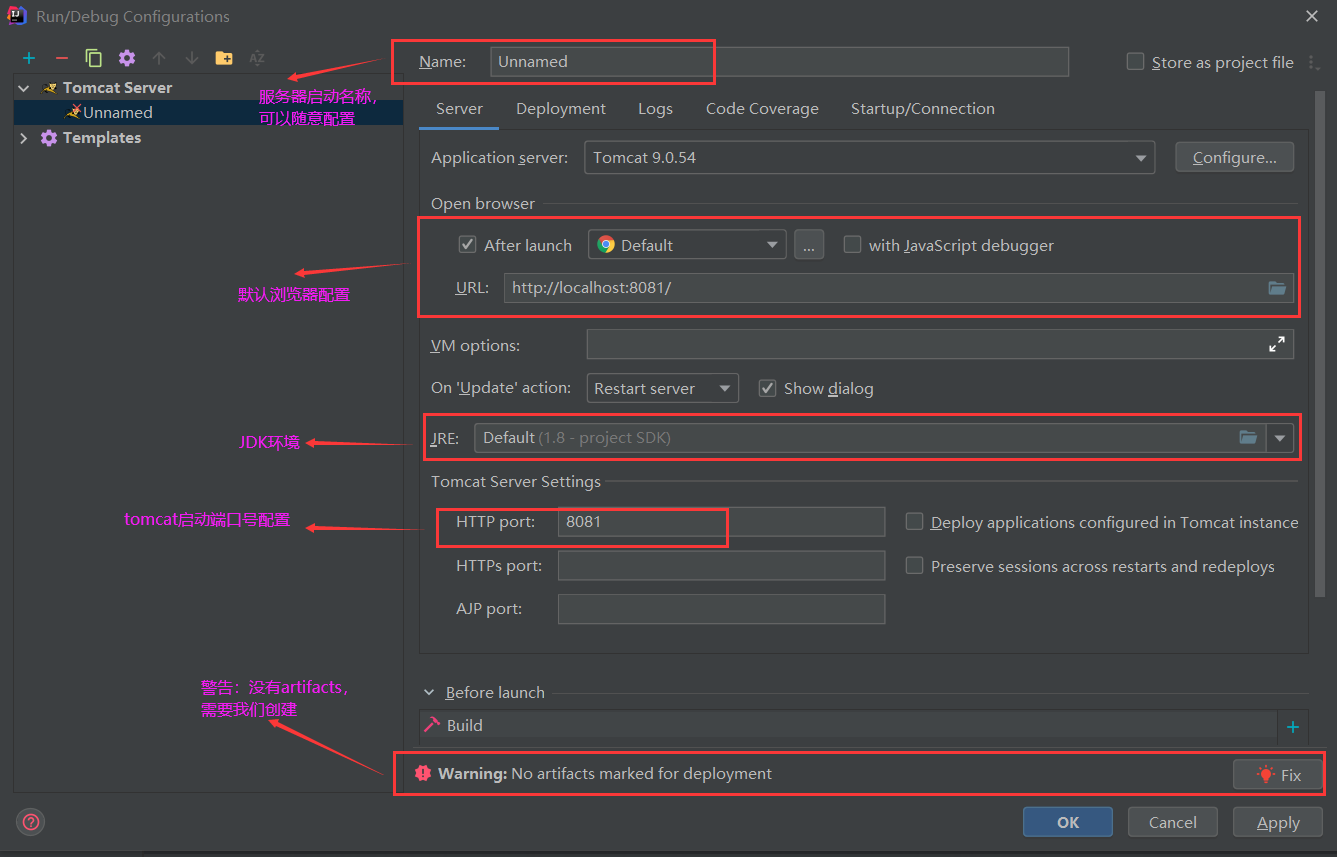 Run/Debug Configurations
Name: Unnamed
Store as project file
Tomcat Server
Unnamed
Templates
服务器启动名称，
可以随意配置
Server Deployment Logs Code Coverage Startup/Connection
Application server: Tomcat 9.0.54 Configure...
Open browser
After launch Default ... with JavaScript debugger
URL: http://localhost:8081/
默认浏览器配置
VM options:
On 'Update' action: Restart server Show dialog
JDK环境
JRE: Default (1.8 - project SDK)
Tomcat Server Settings
tomcat启动端口号配置
HTTP port: 8081 Deploy applications configured in Tomcat instance
HTTPs port: Preserve sessions across restarts and redeploys
AJP port:
警告：没有artifacts，
需要我们创建
Before launch
Build
Warning: No artifacts marked for deployment Fix
OK Cancel Apply